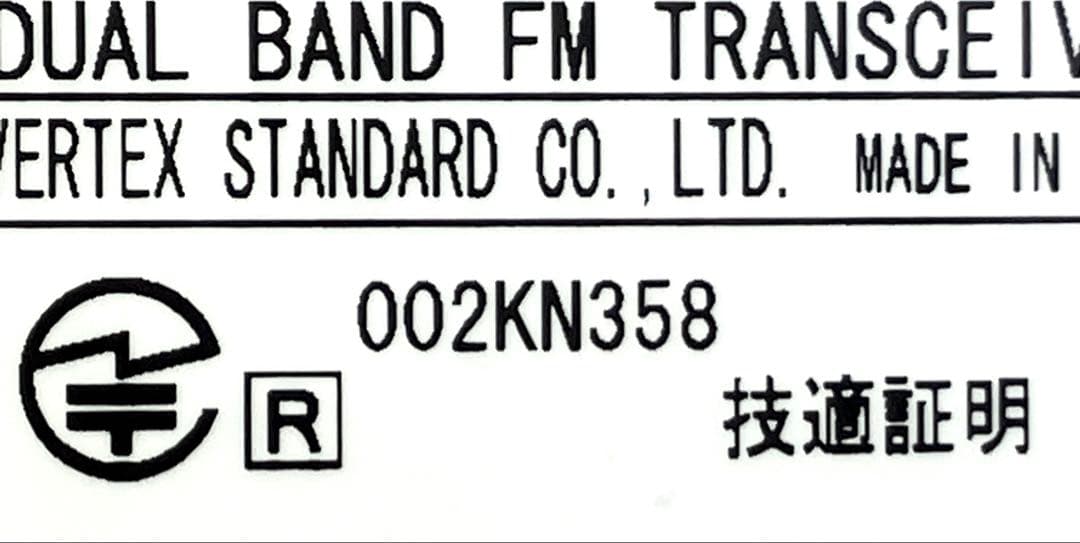 DUAL BAND FM TRANSCEIV
VERTEX STANDARD CO.,LTD. MADE IN
002KN358
R
技適証明